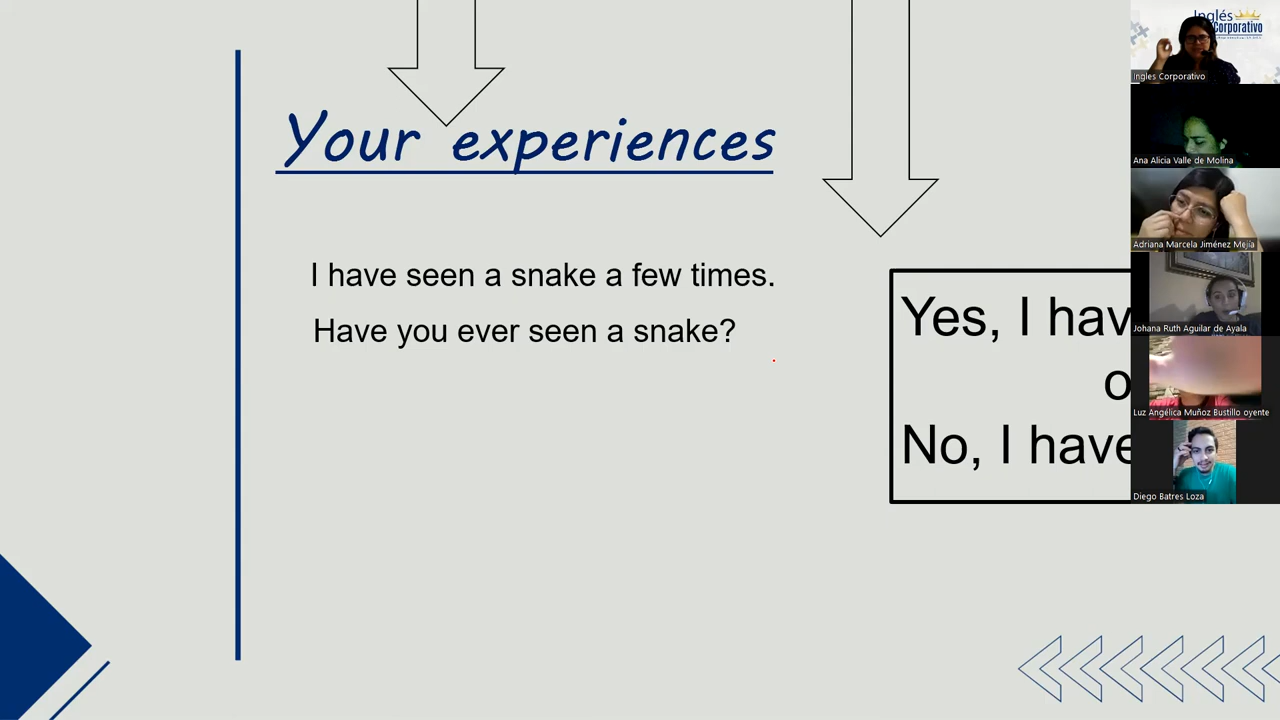 Your experiences
I have seen a snake a few times.
Have you ever seen a snake?
Yes, I hav
o
No, I have
Inglés
Corporativo
Ingles Corporativo
Ana Alicia Valle de Molina
Adriana Marcela Jiménez Mejía
Johana Ruth Aguilar de Ayala
Luz Angélica Muñoz Bustillo oyente
Diego Batres Loza